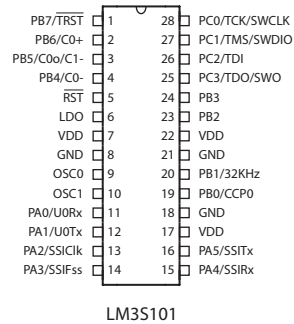 PB7/TRST 1 28 PC0/TCK/SWCLK
PB6/C0+ 2 27 PC1/TMS/SWDIO
PB5/C0o/C1- 3 26 PC2/TDI
PB4/C0- 4 25 PC3/TDO/SWO
RST 5 24 PB3
LDO 6 23 PB2
VDD 7 22 VDD
GND 8 21 GND
OSC0 9 20 PB1/32KHz
OSC1 10 19 PB0/CCP0
PA0/U0Rx 11 18 GND
PA1/U0Tx 12 17 VDD
PA2/SSIClk 13 16 PA5/SSITx
PA3/SSIFss 14 15 PA4/SSIRx
LM3S101